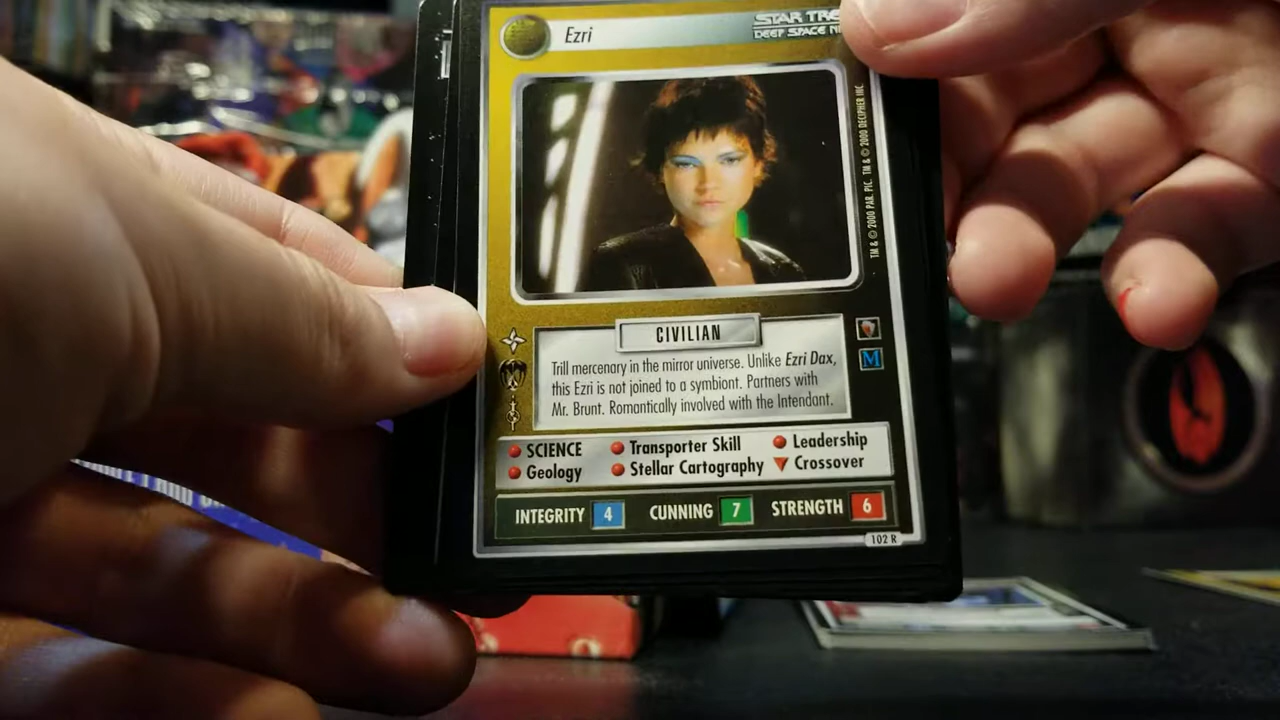 Ezri
STAR TRE
DEEP SPACE NI
TM & © 2000 PAR. PIC. TM & © 2000 DECIPHER INC.
CIVILIAN
Trill mercenary in the mirror universe. Unlike Ezri Dax,
this Ezri is not joined to a symbiont. Partners with
Mr. Brunt. Romantically involved with the Intendant.
M
SCIENCE Transporter Skill Leadership
Geology Stellar Cartography Crossover
INTEGRITY 4 CUNNING 7 STRENGTH 6
102 R